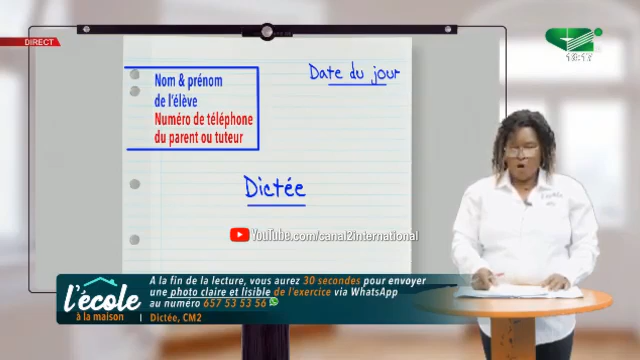 DIRECT
Nom & prénom
de l'élève
Numéro de téléphone
du parent ou tuteur
Date du jour
Dictée
YouTube.com/canal2international
l'école
à la maison
A la fin de la lecture, vous aurez 30 secondes pour envoyer
une photo claire et lisible de l'exercice via WhatsApp
au numéro 657 53 53 56
Dictée, CM2